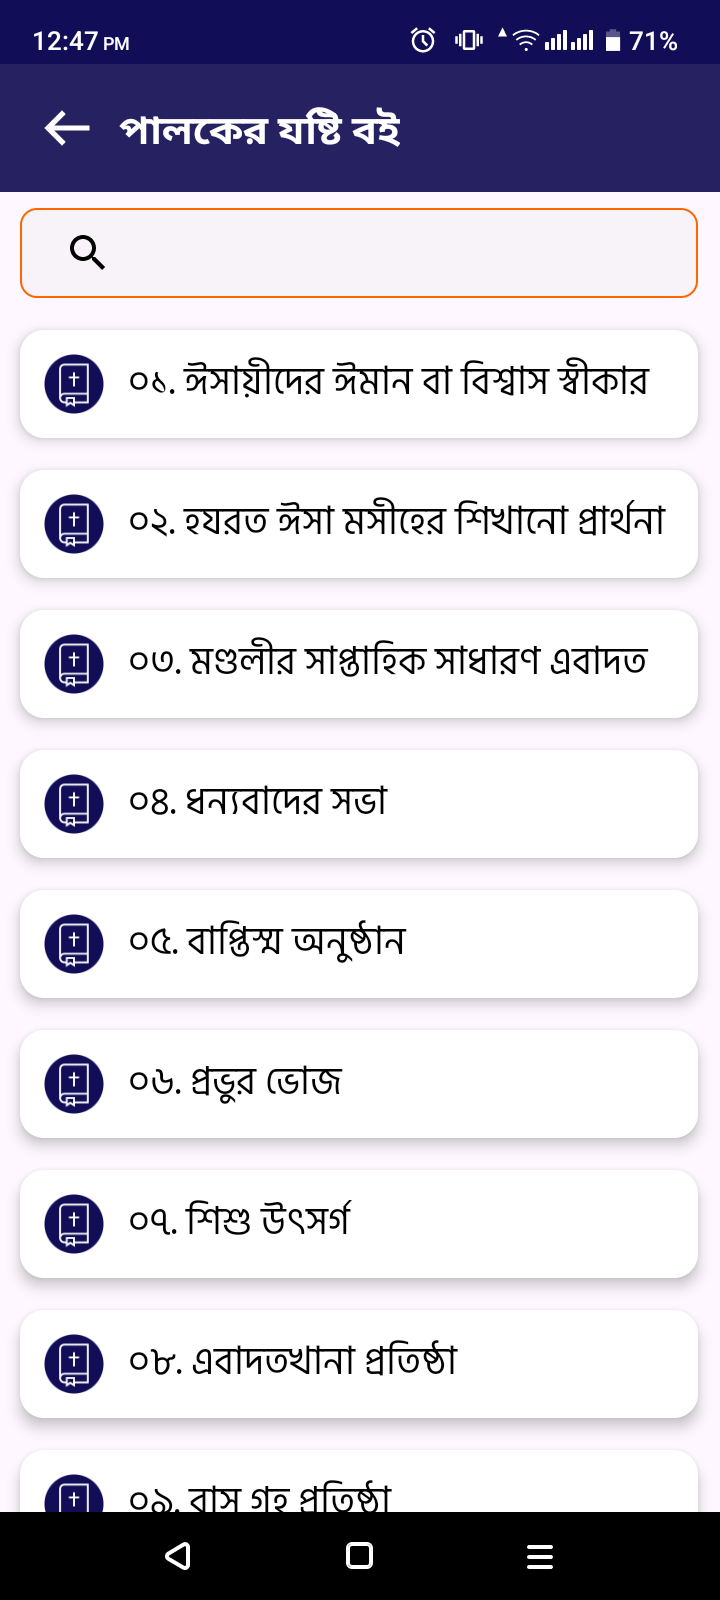 12:47 PM
71%
পালকের যষ্টি বই
০১. ঈসায়ীদের ঈমান বা বিশ্বাস স্বীকার
০২. হযরত ঈসা মসীহের শিখানো প্রার্থনা
০৩. মণ্ডলীর সাপ্তাহিক সাধারণ এবাদত
০৪. ধন্যবাদের সভা
০৫. বাপ্তিস্ম অনুষ্ঠান
০৬. প্রভুর ভোজ
০৭. শিশু উৎসর্গ
০৮. এবাদতখানা প্রতিষ্ঠা
০৯. বাস গৃহ প্রতিষ্ঠা